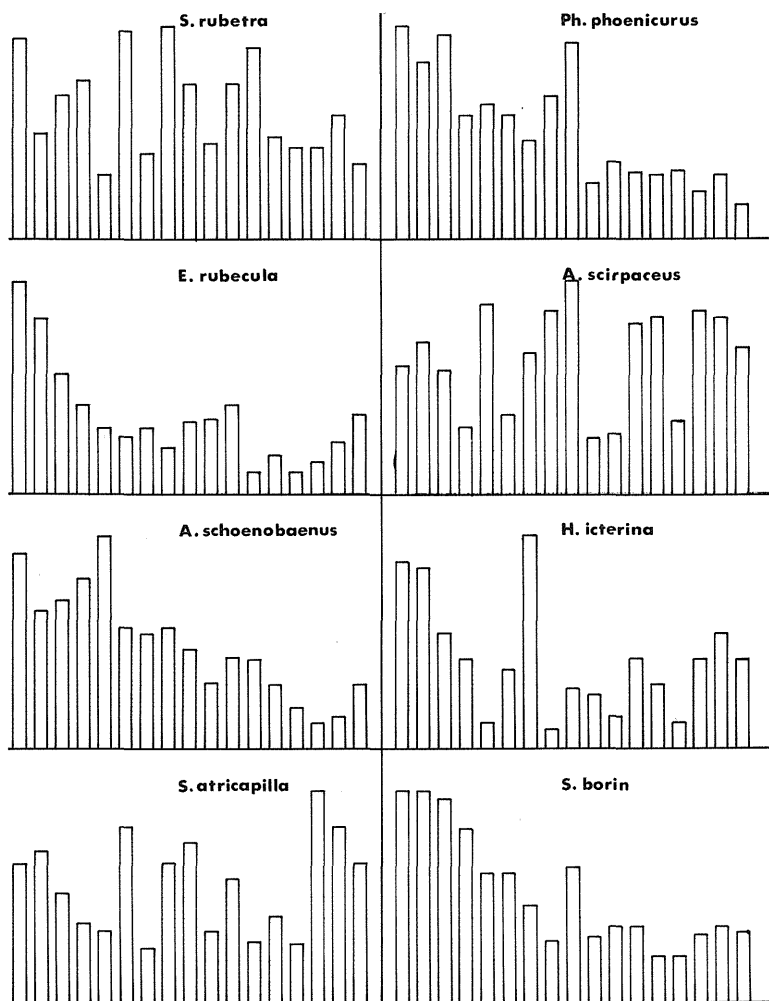 S. rubetra
Ph. phoenicurus
E. rubecula
A. scirpaceus
A. schoenobaenus
H. icterina
S. atricapilla
S. borin